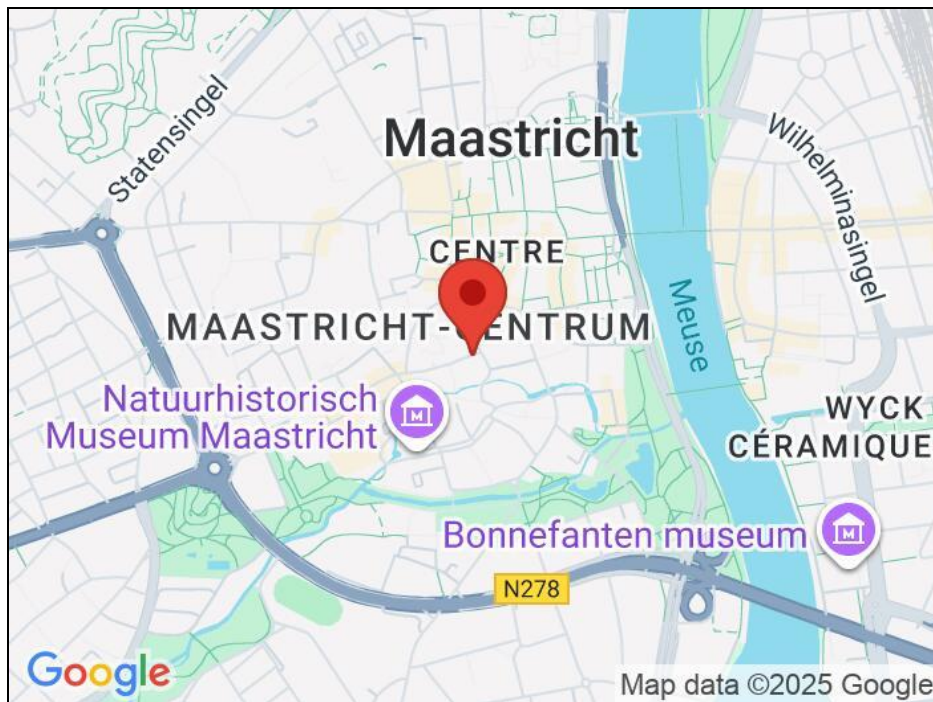 Maastricht
Statensingel
Wilhelminasingel
CENTRE
Meuse
MAASTRICHT-CENTRUM
Natuurhistorisch
Museum Maastricht
WYCK
CÉRAMIQUE
Bonnefanten museum
N278
Google
Map data ©2025 Google